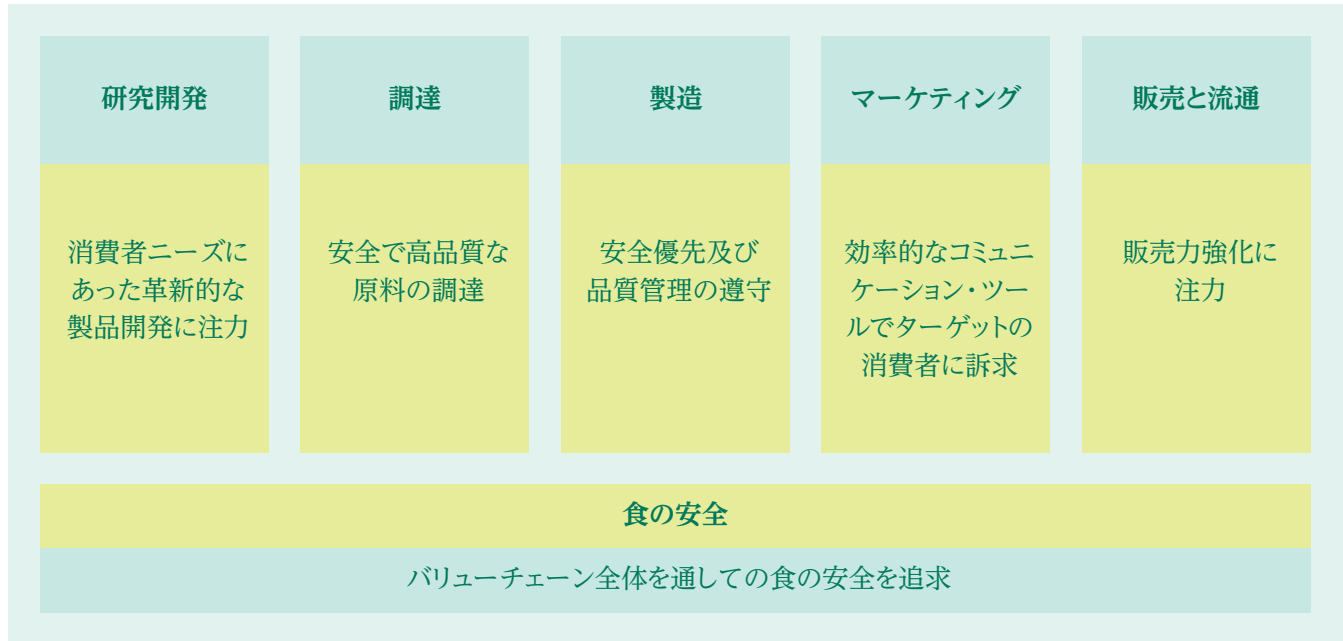 研究開発
消費者ニーズに
あった革新的な
製品開発に注力
調達
安全で高品質な
原料の調達
製造
安全優先及び
品質管理の遵守
マーケティング
効率的なコミュニ
ケーション・ツー
ルでターゲットの
消費者に訴求
販売と流通
販売力強化に
注力
食の安全
バリューチェーン全体を通しての食の安全を追求